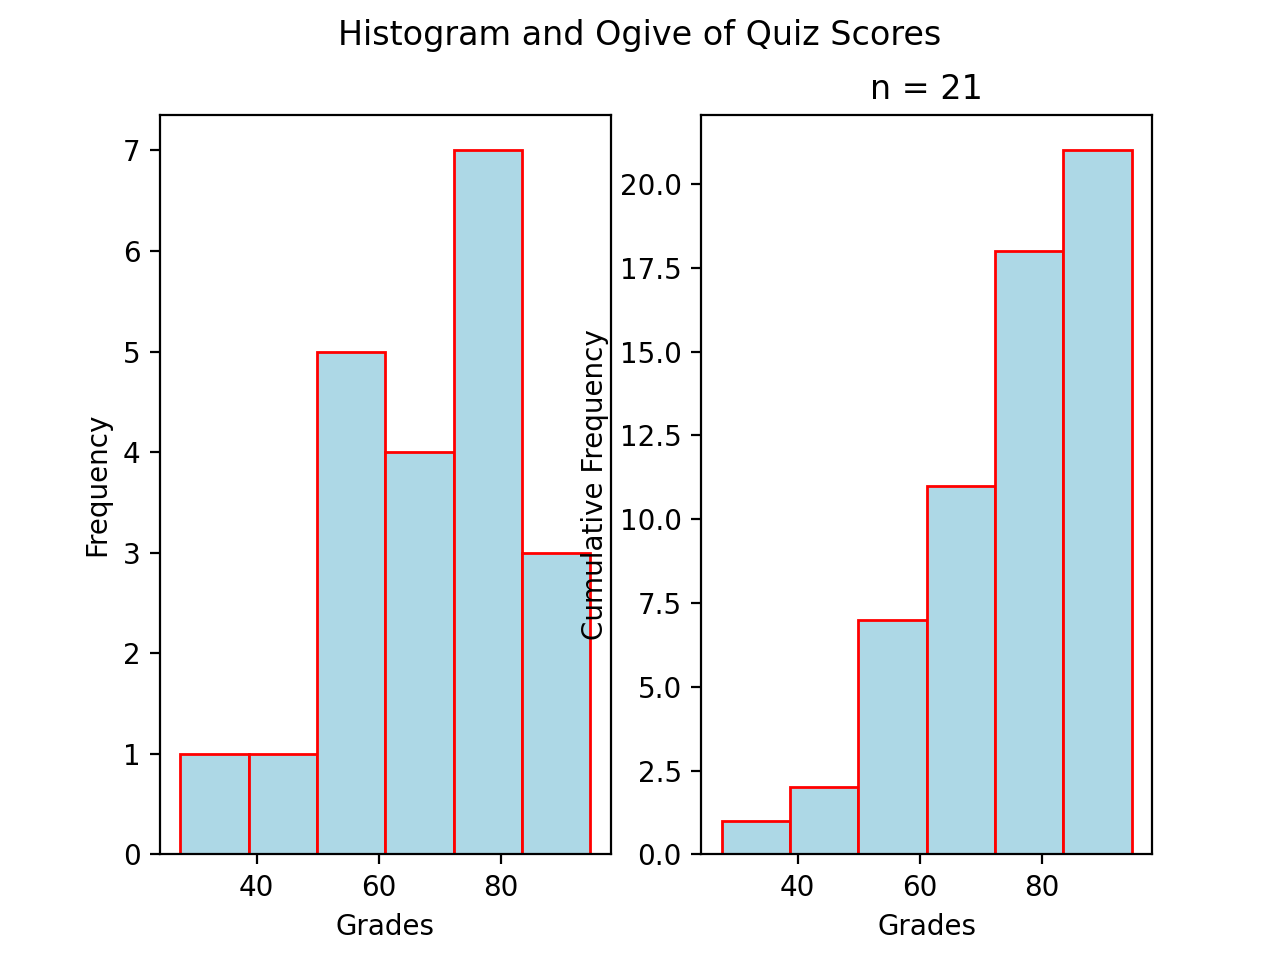 Histogram and Ogive of Quiz Scores
n = 21
Frequency
7
6
5
4
3
2
1
0
40 60 80
Grades
Cumulative Frequency
20.0
17.5
15.0
12.5
10.0
7.5
5.0
2.5
0.0
40 60 80
Grades